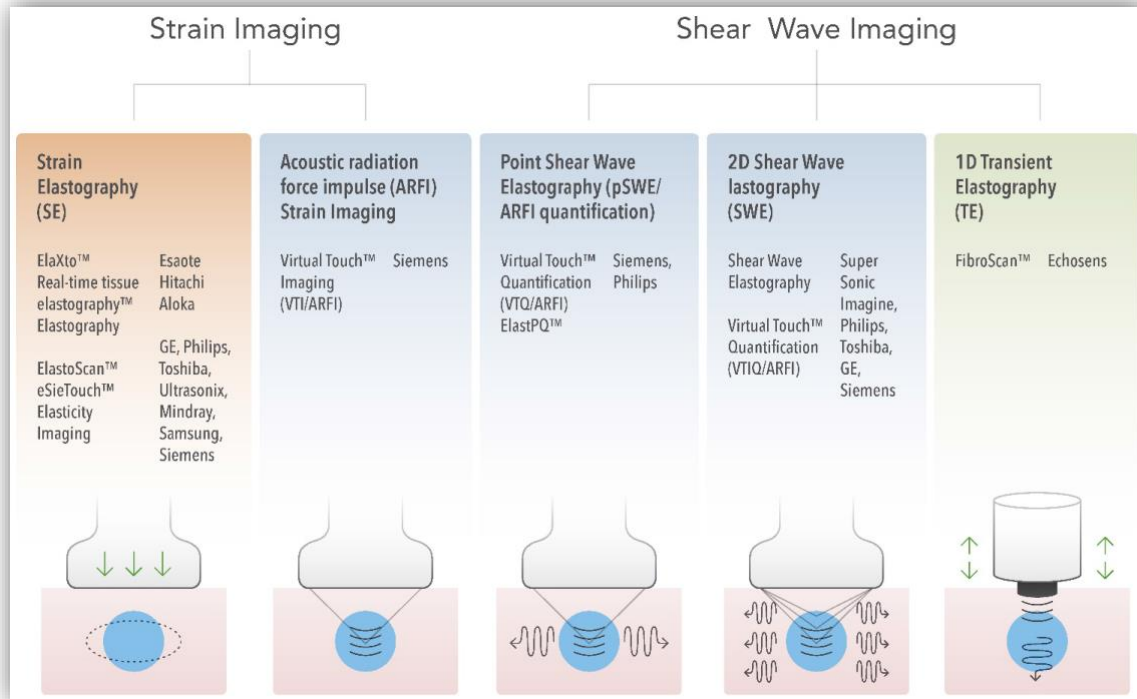 Strain Imaging
Shear Wave Imaging
Strain
Elastography
(SE)
ElaXto™
Real-time tissue
elastography™
Elastography
ElastoScan™
eSieTouch™
Elasticity
Imaging
Esaote
Hitachi
Aloka
GE, Philips,
Toshiba,
Ultrasonix,
Mindray,
Samsung,
Siemens
Acoustic radiation
force impulse (ARFI)
Strain Imaging
Virtual Touch™
Imaging
(VTI/ARFI)
Siemens
Point Shear Wave
Elastography (pSWE/
ARFI quantification)
Virtual Touch™
Quantification
(VTQ/ARFI)
ElastPQ™
Siemens,
Philips
2D Shear Wave
lastography
(SWE)
Shear Wave
Elastography
Virtual Touch™
Quantification
(VTIQ/ARFI)
Super
Sonic
Imagine,
Philips,
Toshiba,
GE,
Siemens
1D Transient
Elastography
(TE)
FibroScan™
Echosens